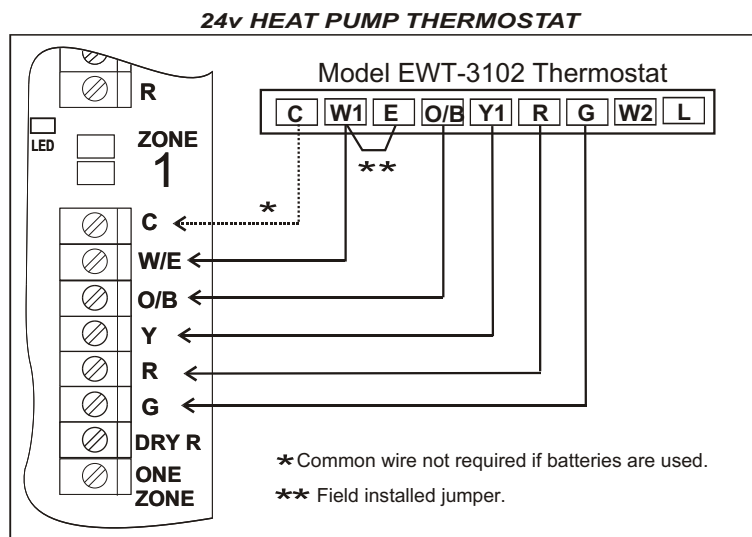 24v HEAT PUMP THERMOSTAT
Model EWT-3102 Thermostat
C W1 E O/B Y1 R G W2 L
**
*
R
LED
ZONE
1
C
W/E
O/B
Y
R
G
DRY R
ONE
ZONE
* Common wire not required if batteries are used.
** Field installed jumper.